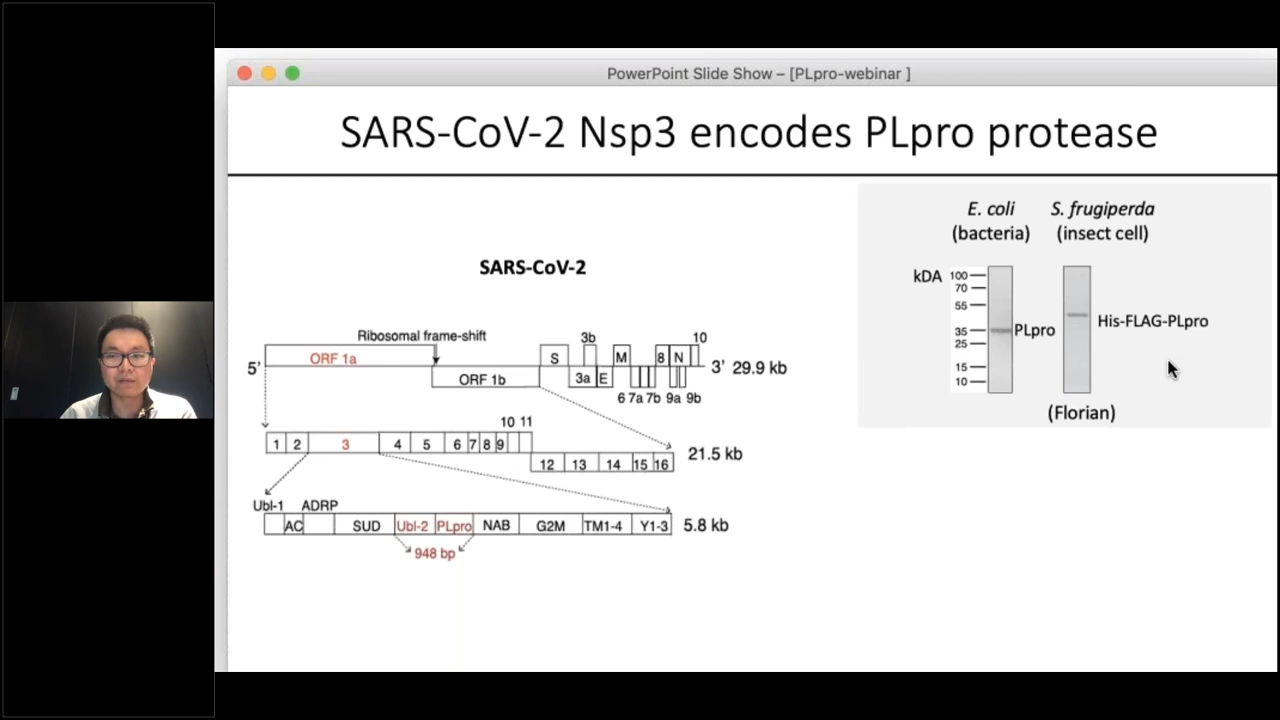 PowerPoint Slide Show – [PLpro-webinar ]
SARS-CoV-2 Nsp3 encodes PLpro protease
SARS-CoV-2
Ribosomal frame-shift
3b
10
5’
ORF 1a
S
M
8
N
3’ 29.9 kb
ORF 1b
3a
E
6 7a 7b 9a 9b
10 11
1 2 3 4 5 6 7 8 9
21.5 kb
12 13 14 15 16
Ubl-1 ADRP
AC SUD Ubl-2 PLpro NAB G2M TM1-4 Y1-3 5.8 kb
948 bp
E. coli S. frugiperda
(bacteria) (insect cell)
kDA 100
70
55
35
25
15
10
PLpro
His-FLAG-PLpro
(Florian)